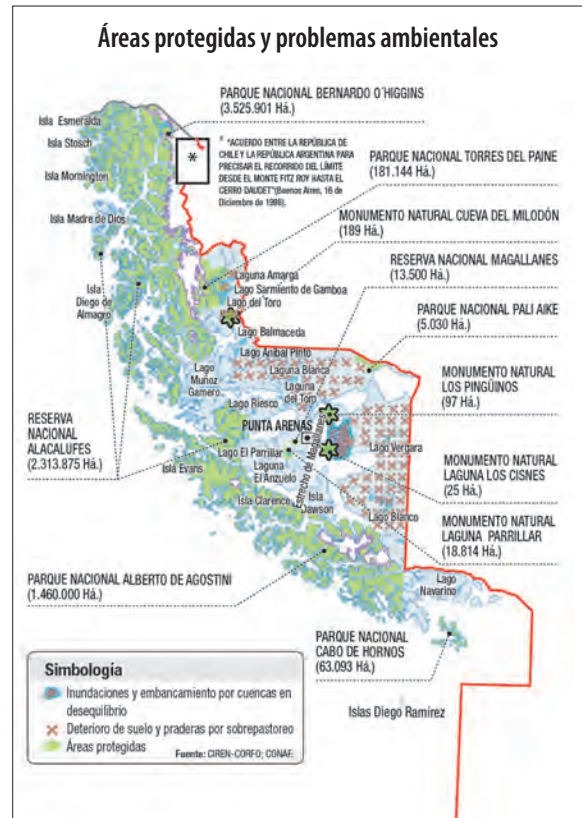 Áreas protegidas y problemas ambientales
PARQUE NACIONAL BERNARDO O´HIGGINS
(3.525.901 Há.)
Isla Esmeralda
Isla Stosch
Isla Mornington
Isla Madre de Dios
Isla
Diego de
Almagro
*
* "ACUERDO ENTRE LA REPÚBLICA DE
CHILE Y LA REPÚBLICA ARGENTINA PARA
PRECISAR EL RECORRIDO DEL LÍMITE
DESDE EL MONTE FITZ ROY HASTA EL
CERRO DAUDET"(Buenos Aires, 16 de
Diciembre de 1998).
PARQUE NACIONAL TORRES DEL PAINE
(181.144 Há.)
MONUMENTO NATURAL CUEVA DEL MILODÓN
(189 Há.)
RESERVA NACIONAL MAGALLANES
(13.500 Há.)
PARQUE NACIONAL PALI AIKE
(5.030 Há.)
MONUMENTO NATURAL
LOS PINGÜINOS
(97 Há.)
MONUMENTO NATURAL
LAGUNA LOS CISNES
(25 Há.)
MONUMENTO NATURAL
LAGUNA PARRILLAR
(18.814 Há.)
Laguna Amarga
Lago Sarmiento de Gamboa
Lago del Toro
Lago Balmaceda
Lago Aníbal Pinto
Laguna Blanca
Lago
Muñoz
Gamero
Laguna
del Toro
Lago Riesco
PUNTA ARENAS
Estrecho de Magallanes
Lago Vergara
Lago El Parrillar
Laguna
El Anzuelo
Isla Evans
Isla Clarence
Isla
Dawson
Lago Blanco
RESERVA
NACIONAL
ALACALUFES
(2.313.875 Há.)
PARQUE NACIONAL ALBERTO DE AGOSTINI
(1.460.000 Há.)
Lago
Navarino
PARQUE NACIONAL
CABO DE HORNOS
(63.093 Há.)
Islas Diego Ramírez
Simbología
Inundaciones y embancamiento por cuencas en
desequilibrio
Deterioro de suelo y praderas por sobrepastoreo
Áreas protegidas
Fuente: CIREN-CORFO; CONAF.